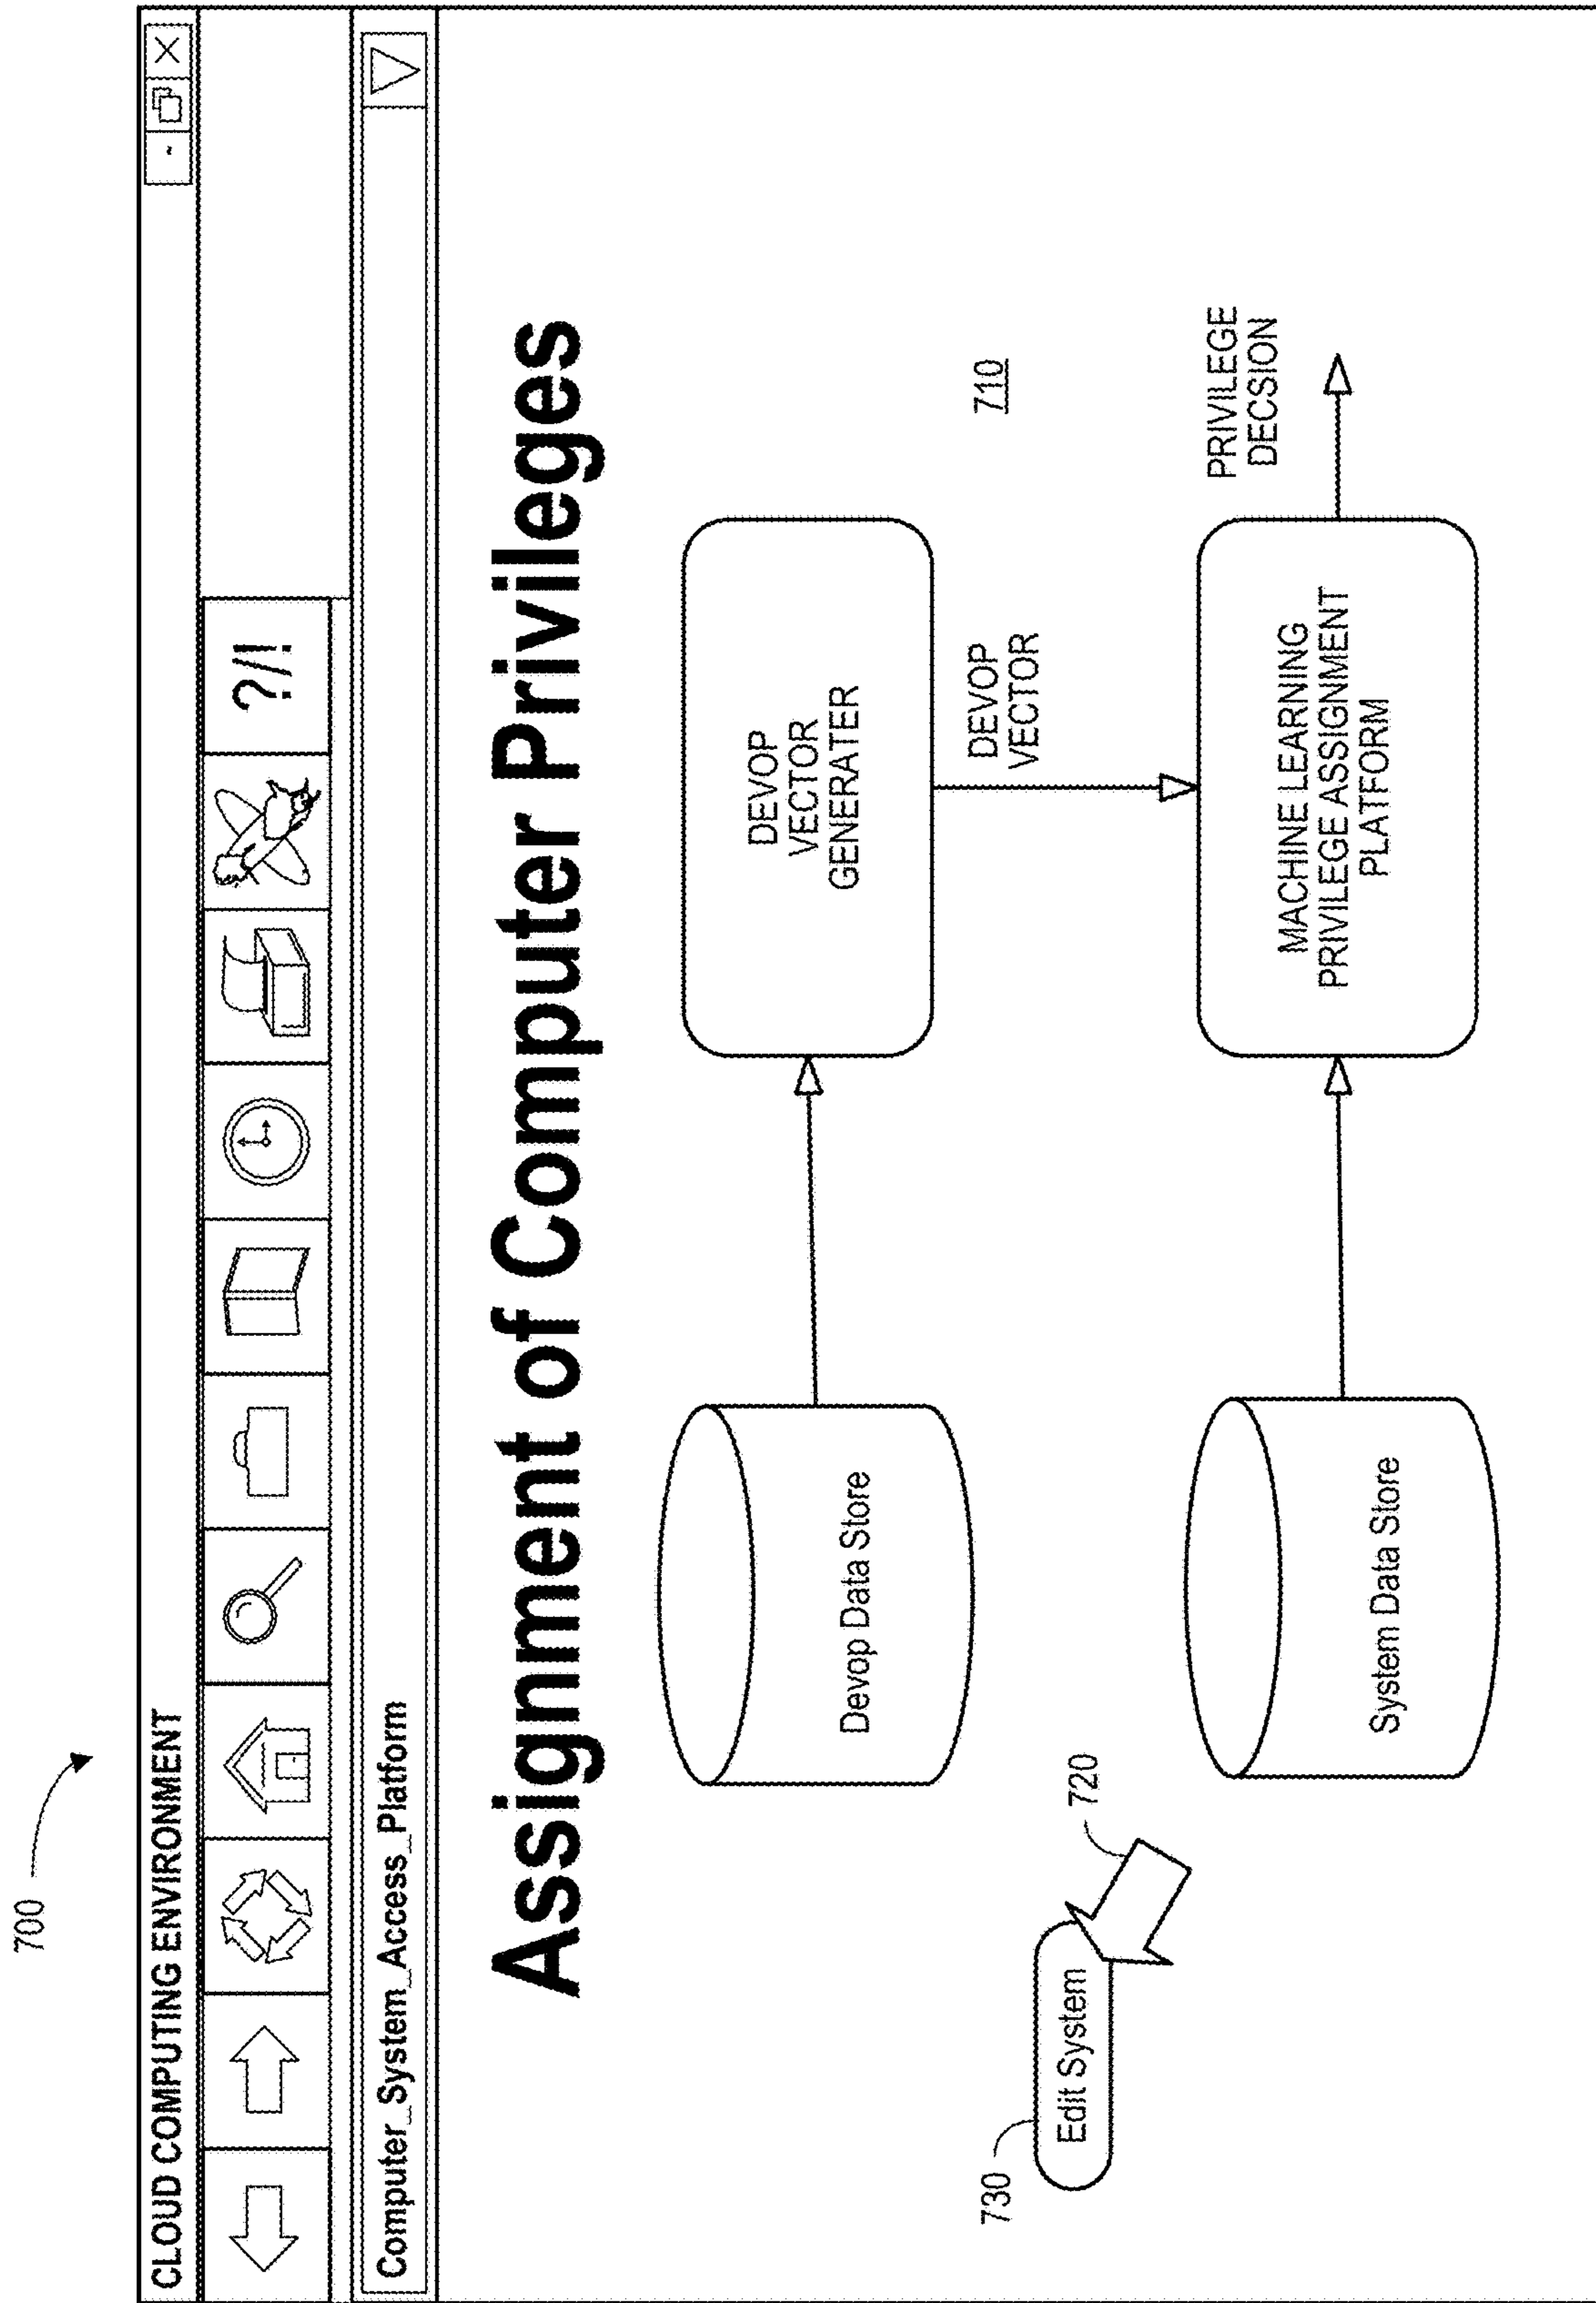 700
CLOUD COMPUTING ENVIRONMENT
- X
?/!
Computer_System_Access_Platform
Assignment of Computer Privileges
Devop Data Store
DEVOP
VECTOR
GENERATER
710
DEVOP
VECTOR
730
Edit System
720
System Data Store
MACHINE LEARNING
PRIVILEGE ASSIGNMENT
PLATFORM
PRIVILEGE
DECSION